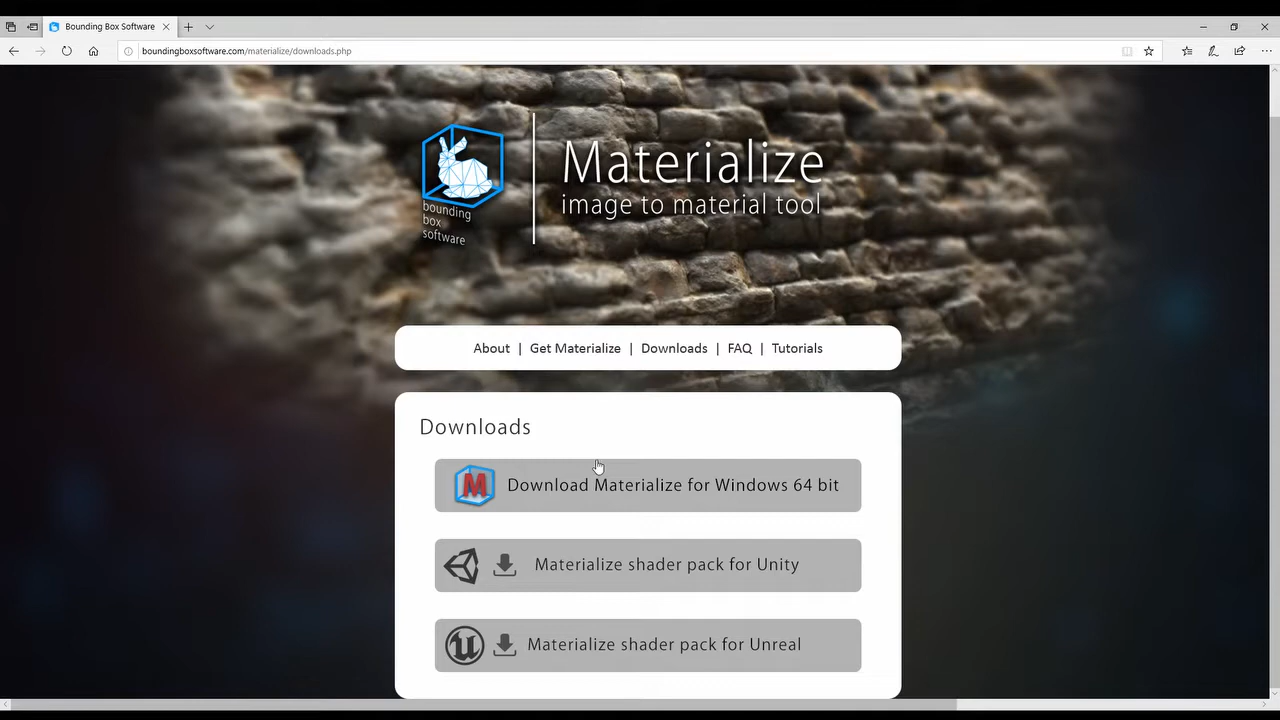 Bounding Box Software
boundingboxsoftware.com/materialize/downloads.php
bounding
box
software
Materialize
image to material tool
About | Get Materialize | Downloads | FAQ | Tutorials
Downloads
M
Download Materialize for Windows 64 bit
Materialize shader pack for Unity
Materialize shader pack for Unreal